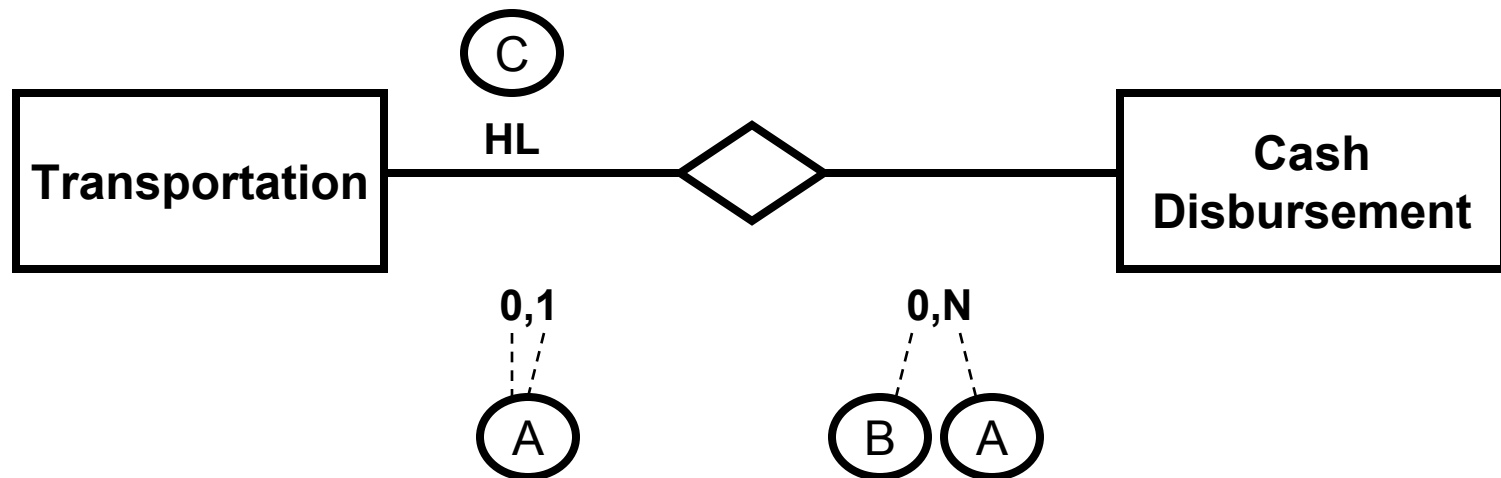 C
HL
Transportation
Cash
Disbursement
0,1
0,N
A
B
A